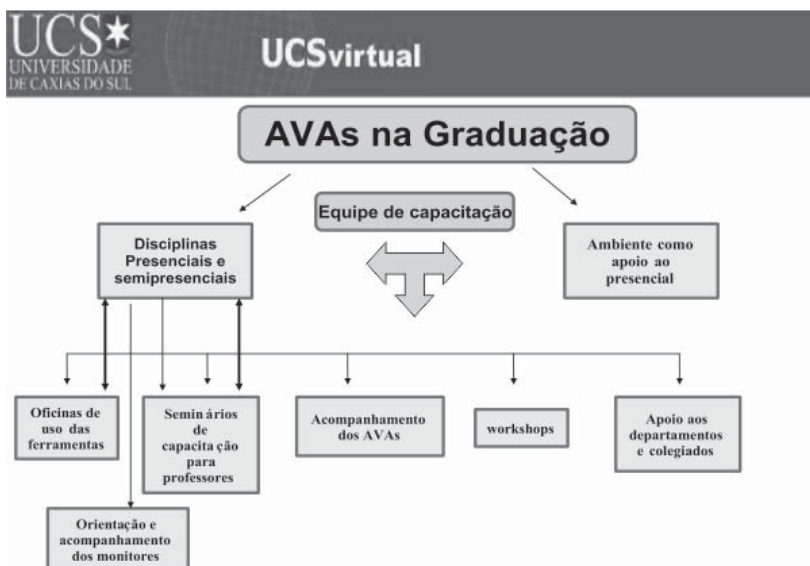 UCS
UNIVERSIDADE
DE CAXIAS DO SUL
UCSvirtual
AVAs na Graduação
Equipe de capacitação
Disciplinas
Presenciais e
semipresenciais
Ambiente como
apoio ao
presencial
Oficinas de
uso das
ferramentas
Semin ários
de
capacita ção
para
professores
Acompanhamento
dos AVAs
workshops
Apoio aos
departamentos
e colegiados
Orientação e
acompanhamento
dos monitores